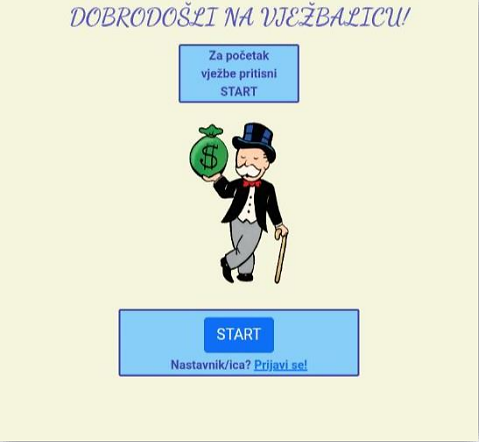 DOBRODOŠLI NA VJEŽBALICU!
Za početak
vježbe pritisni
START
$
START
Nastavnik/ica? Prijavi se!